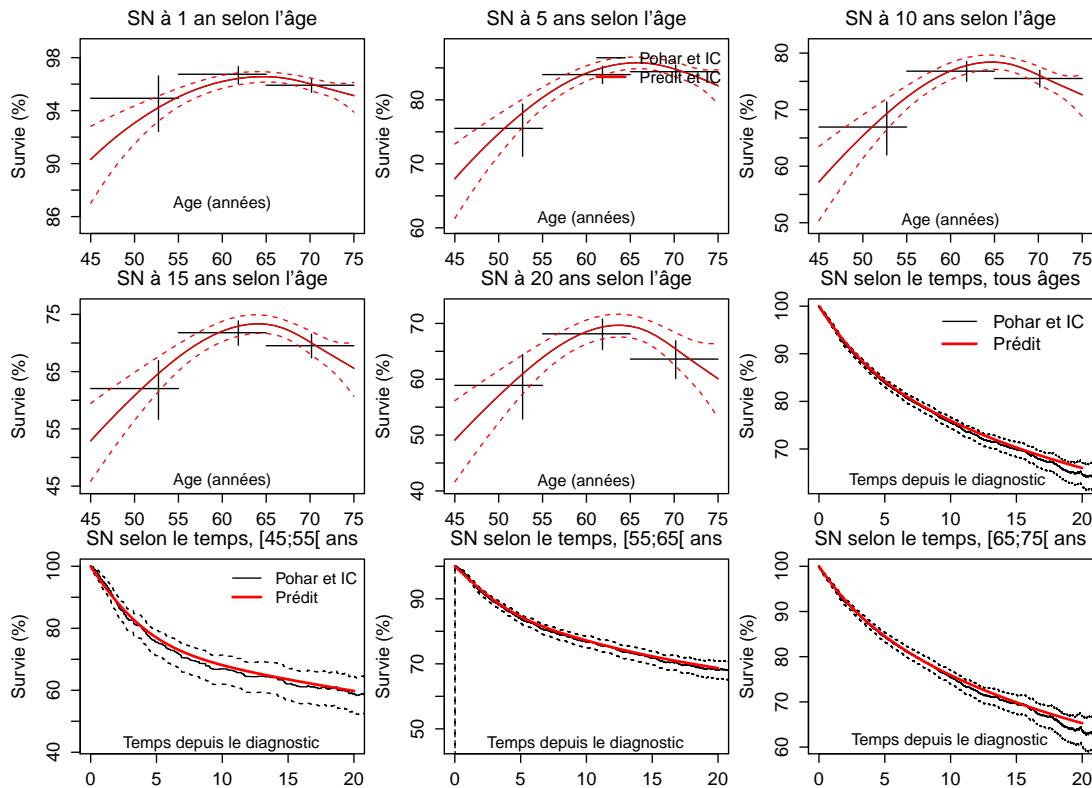 SN à 1 an selon l'âge
Survie (%)
86
90
94
98
Age (années)
45 50 55 60 65 70 75
SN à 5 ans selon l'âge
Survie (%)
60
70
80
Pohar et IC
Prédit et IC
Age (années)
45 50 55 60 65 70 75
SN à 10 ans selon l'âge
Survie (%)
50
60
70
80
Age (années)
45 50 55 60 65 70 75
SN à 15 ans selon l'âge
Survie (%)
45
55
65
75
Age (années)
45 50 55 60 65 70 75
SN à 20 ans selon l'âge
Survie (%)
40
50
60
70
Age (années)
45 50 55 60 65 70 75
SN selon le temps, tous âges
Survie (%)
70
80
90
100
Pohar et IC
Prédit
Temps depuis le diagnostic
0 5 10 15 20
SN selon le temps, [45;55[ ans
Survie (%)
40
60
80
100
Pohar et IC
Prédit
Temps depuis le diagnostic
0 5 10 15 20
SN selon le temps, [55;65[ ans
Survie (%)
50
70
90
Temps depuis le diagnostic
0 5 10 15 20
SN selon le temps, [65;75[ ans
Survie (%)
60
70
80
90
100
Temps depuis le diagnostic
0 5 10 15 20